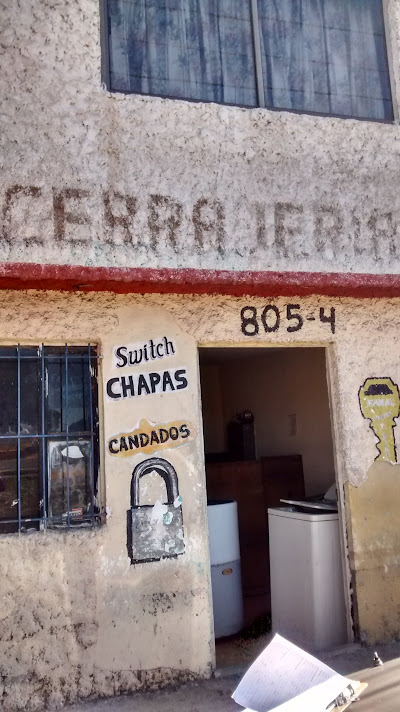 CERRAJERIA
805-4
Switch
CHAPAS
CANDADOS